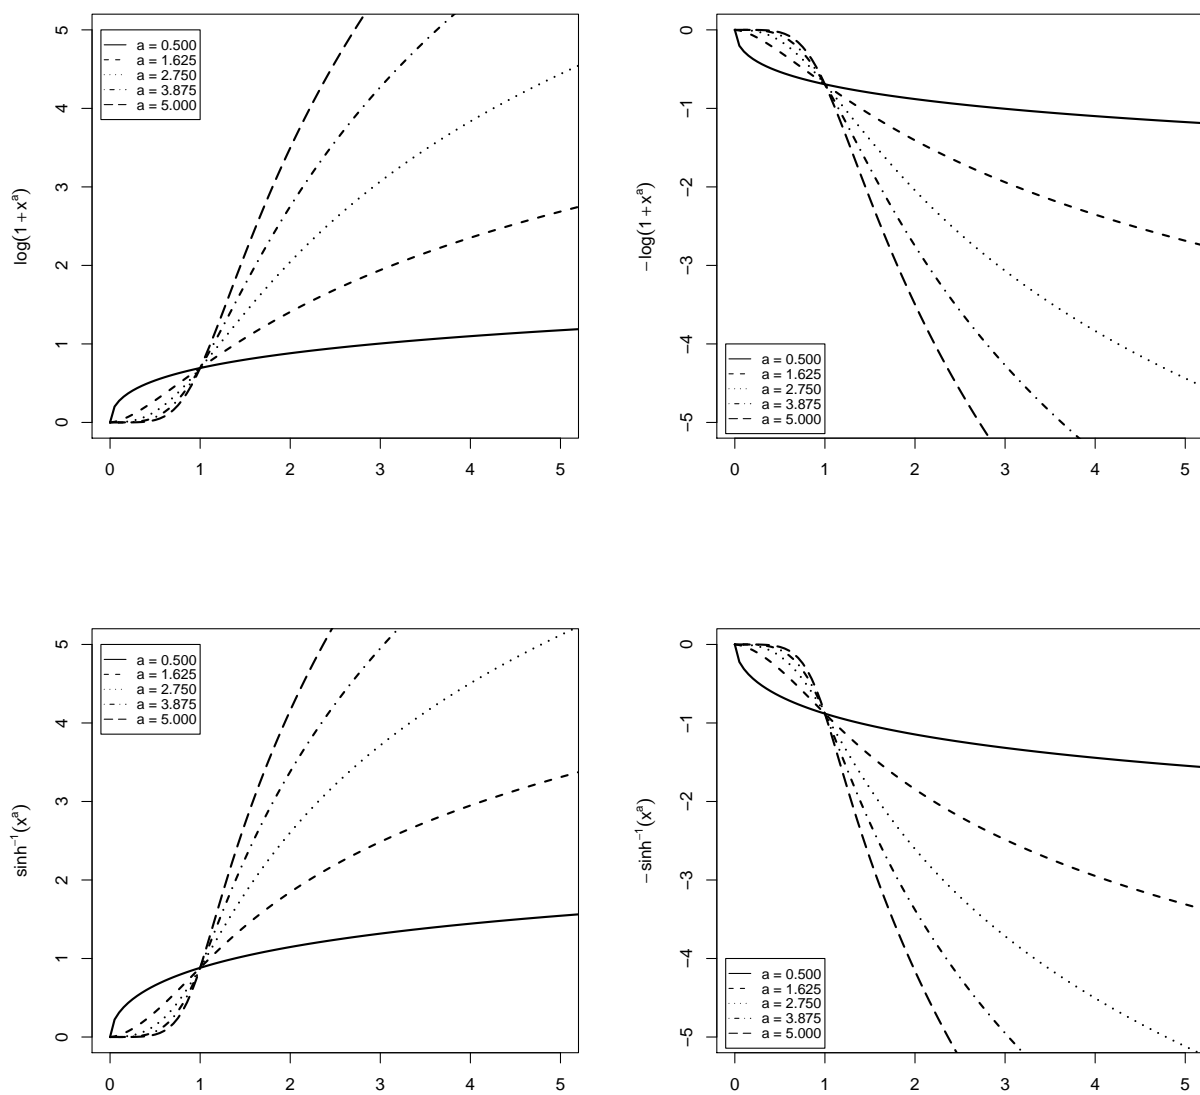 5
4
3
2
1
0
log(1+xᵃ)
a = 0.500
a = 1.625
a = 2.750
a = 3.875
a = 5.000
0 1 2 3 4 5
0
−1
−2
−3
−4
−5
−log(1+xᵃ)
a = 0.500
a = 1.625
a = 2.750
a = 3.875
a = 5.000
0 1 2 3 4 5
5
4
3
2
1
0
sinh⁻¹(xᵃ)
a = 0.500
a = 1.625
a = 2.750
a = 3.875
a = 5.000
0 1 2 3 4 5
0
−1
−2
−3
−4
−5
−sinh⁻¹(xᵃ)
a = 0.500
a = 1.625
a = 2.750
a = 3.875
a = 5.000
0 1 2 3 4 5